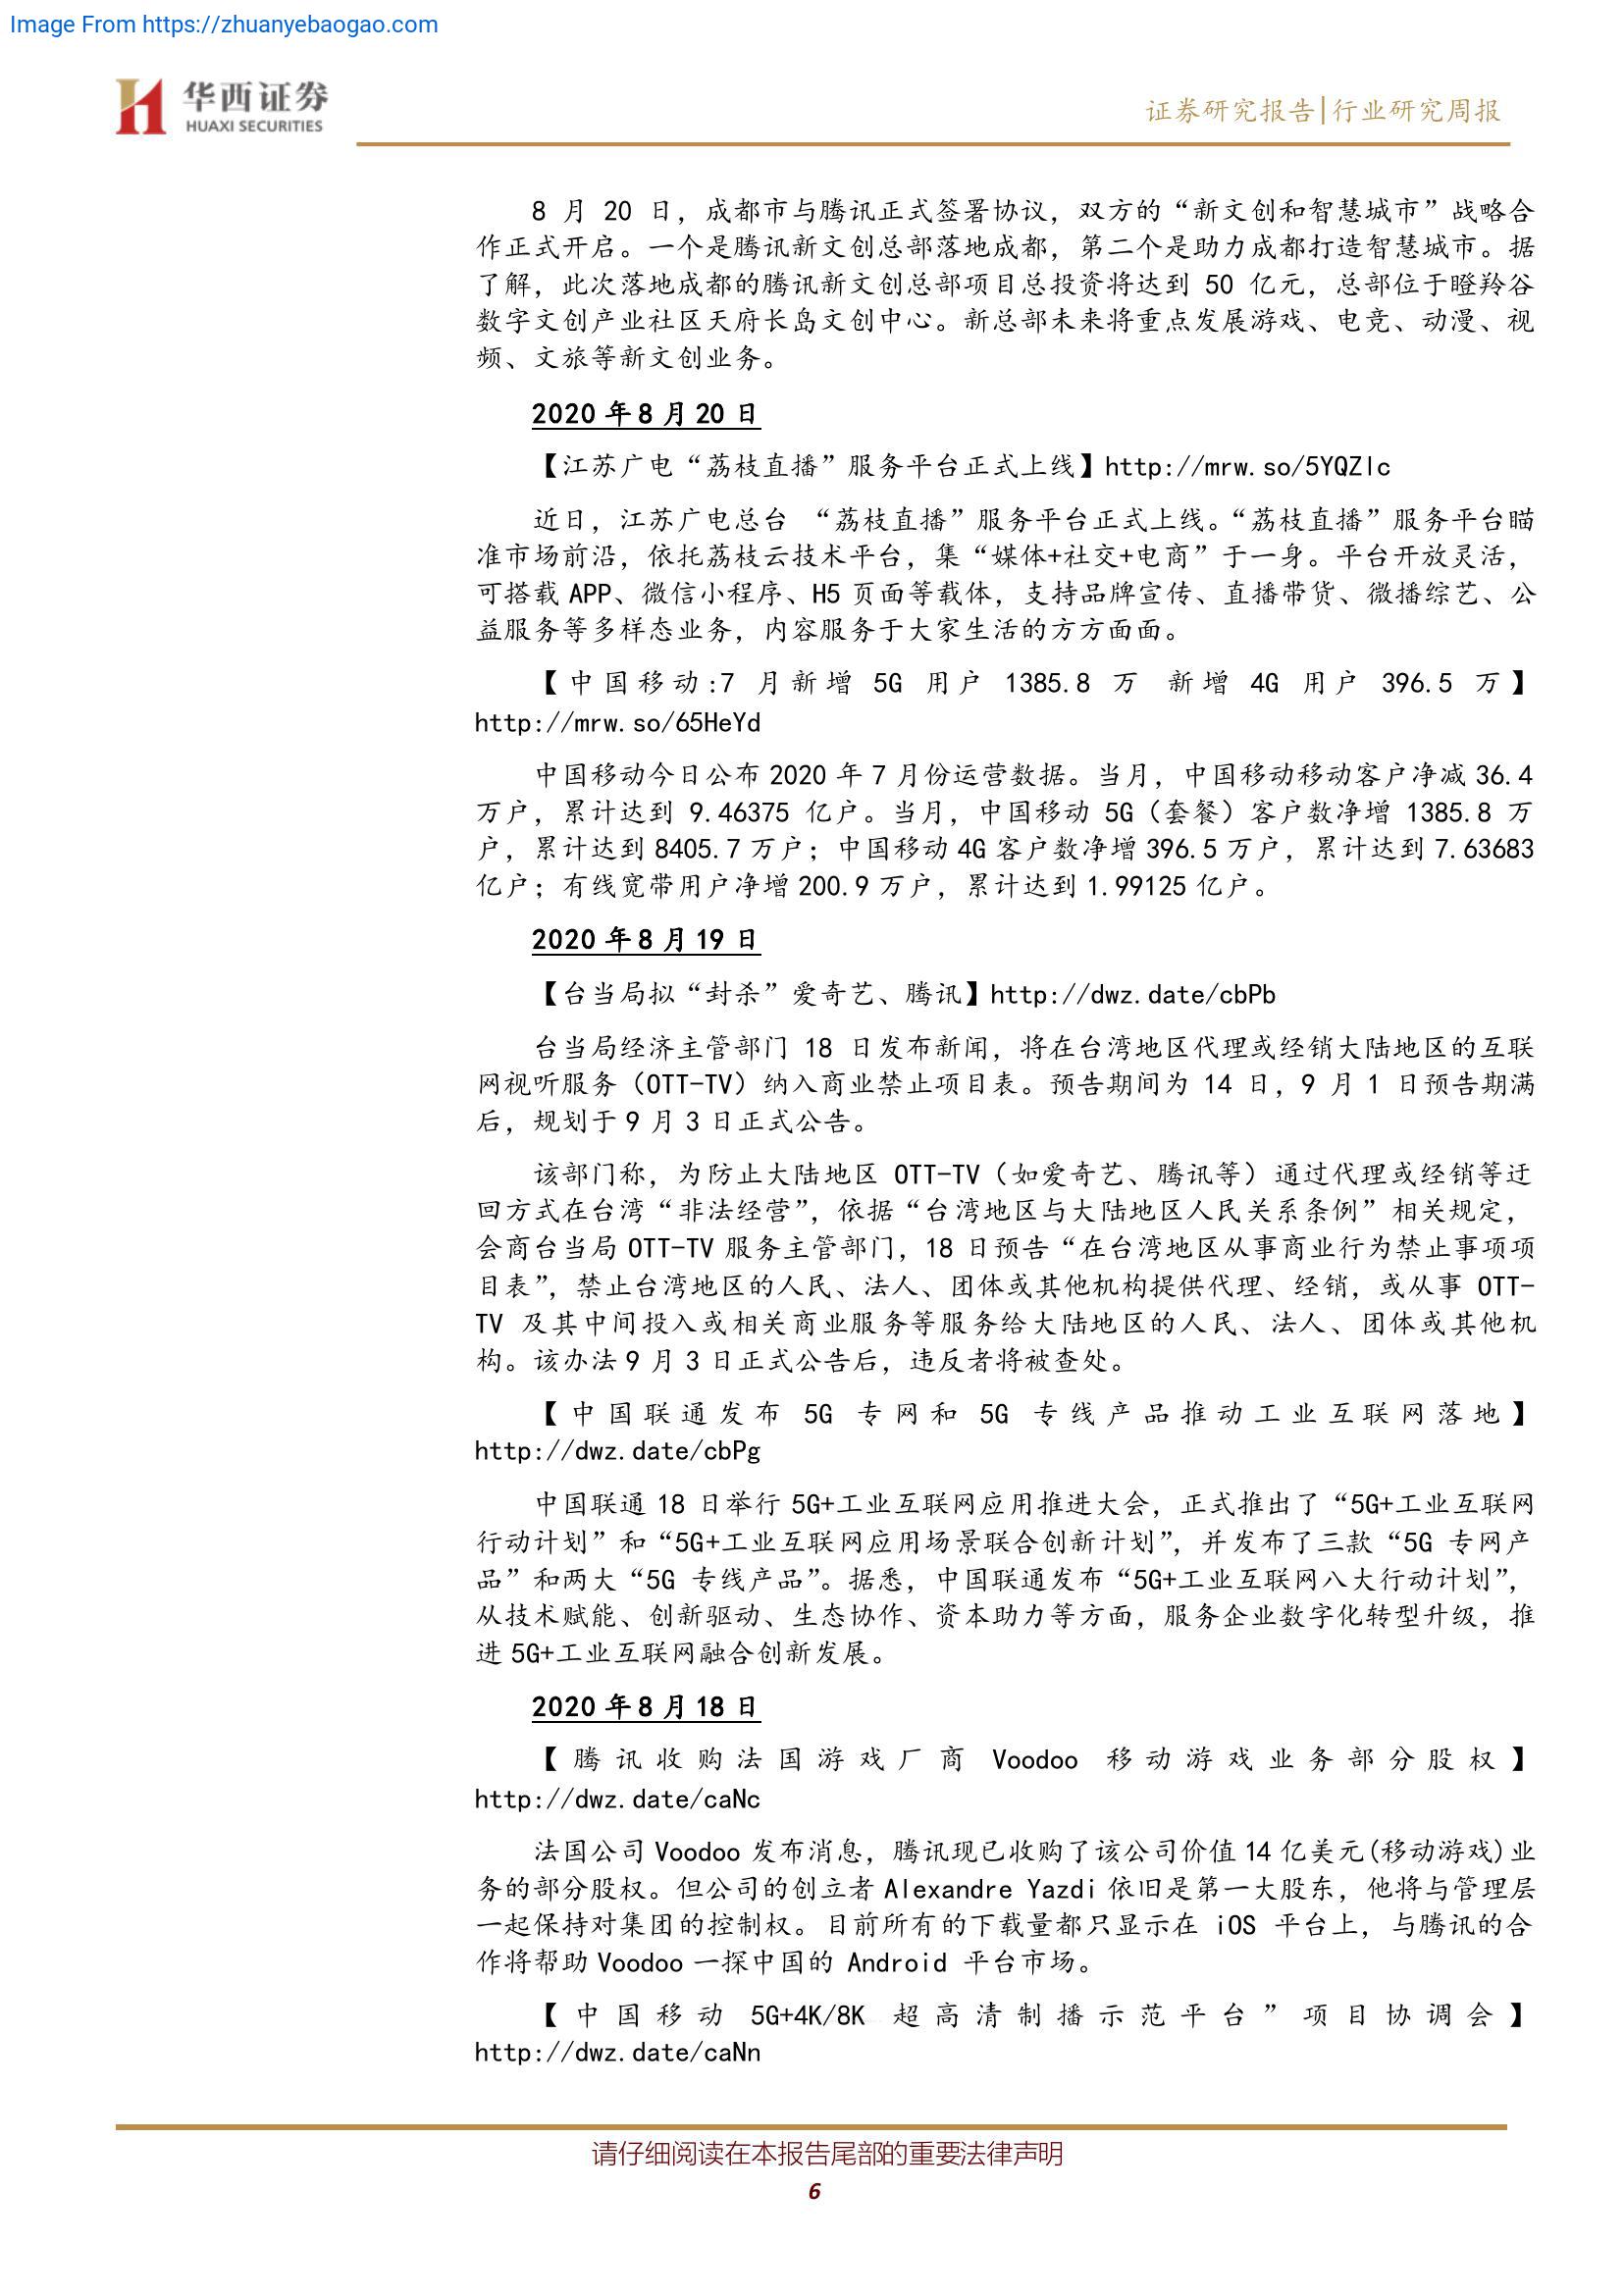 Image From https://zhuanyebaogao.com
华西证券
HUAXI SECURITIES
证券研究报告|行业研究周报
8 月 20 日，成都市与腾讯正式签署协议，双方的“新文创和智慧城市”战略合
作正式开启。一个是腾讯新文创总部落地成都，第二个是助力成都打造智慧城市。据
了解，此次落地成都的腾讯新文创总部项目总投资将达到 50 亿元，总部位于瞪羚谷
数字文创产业社区天府长岛文创中心。新总部未来将重点发展游戏、电竞、动漫、视
频、文旅等新文创业务。
2020 年 8 月 20 日
【江苏广电“荔枝直播”服务平台正式上线】http://mrw.so/5YQZlc
近日，江苏广电总台 “荔枝直播”服务平台正式上线。“荔枝直播”服务平台瞄
准市场前沿，依托荔枝云技术平台，集“媒体+社交+电商”于一身。平台开放灵活，
可搭载 APP、微信小程序、H5 页面等载体，支持品牌宣传、直播带货、微播综艺、公
益服务等多样态业务，内容服务于大家生活的方方面面。
【中国移动:7 月新增 5G 用户 1385.8 万 新增 4G 用户 396.5 万】
http://mrw.so/65HeYd
中国移动今日公布 2020 年 7 月份运营数据。当月，中国移动移动客户净减 36.4
万户，累计达到 9.46375 亿户。当月，中国移动 5G（套餐）客户数净增 1385.8 万
户，累计达到 8405.7 万户；中国移动 4G 客户数净增 396.5 万户，累计达到 7.63683
亿户；有线宽带用户净增 200.9 万户，累计达到 1.99125 亿户。
2020 年 8 月 19 日
【台当局拟“封杀”爱奇艺、腾讯】http://dwz.date/cbPb
台当局经济主管部门 18 日发布新闻，将在台湾地区代理或经销大陆地区的互联
网视听服务（OTT-TV）纳入商业禁止项目表。预告期间为 14 日，9 月 1 日预告期满
后，规划于 9 月 3 日正式公告。
该部门称，为防止大陆地区 OTT-TV（如爱奇艺、腾讯等）通过代理或经销等迂
回方式在台湾“非法经营”，依据“台湾地区与大陆地区人民关系条例”相关规定，
会商台当局 OTT-TV 服务主管部门，18 日预告“在台湾地区从事商业行为禁止事项项
目表”，禁止台湾地区的人民、法人、团体或其他机构提供代理、经销，或从事 OTT-
TV 及其中间投入或相关商业服务等服务给大陆地区的人民、法人、团体或其他机
构。该办法 9 月 3 日正式公告后，违反者将被查处。
【中国联通发布 5G 专网和 5G 专线产品推动工业互联网落地】
http://dwz.date/cbPg
中国联通 18 日举行 5G+工业互联网应用推进大会，正式推出了“5G+工业互联网
行动计划”和“5G+工业互联网应用场景联合创新计划”，并发布了三款“5G 专网产
品”和两大“5G 专线产品”。据悉，中国联通发布“5G+工业互联网八大行动计划”，
从技术赋能、创新驱动、生态协作、资本助力等方面，服务企业数字化转型升级，推
进 5G+工业互联网融合创新发展。
2020 年 8 月 18 日
【腾讯收购法国游戏厂商 Voodoo 移动游戏业务部分股权】
http://dwz.date/caNc
法国公司 Voodoo 发布消息，腾讯现已收购了该公司价值 14 亿美元(移动游戏)业
务的部分股权。但公司的创立者 Alexandre Yazdi 依旧是第一大股东，他将与管理层
一起保持对集团的控制权。目前所有的下载量都只显示在 iOS 平台上，与腾讯的合
作将帮助 Voodoo 一探中国的 Android 平台市场。
【中国移动 5G+4K/8K 超高清制播示范平台”项目协调会】
http://dwz.date/caNn
请仔细阅读在本报告尾部的重要法律声明
6